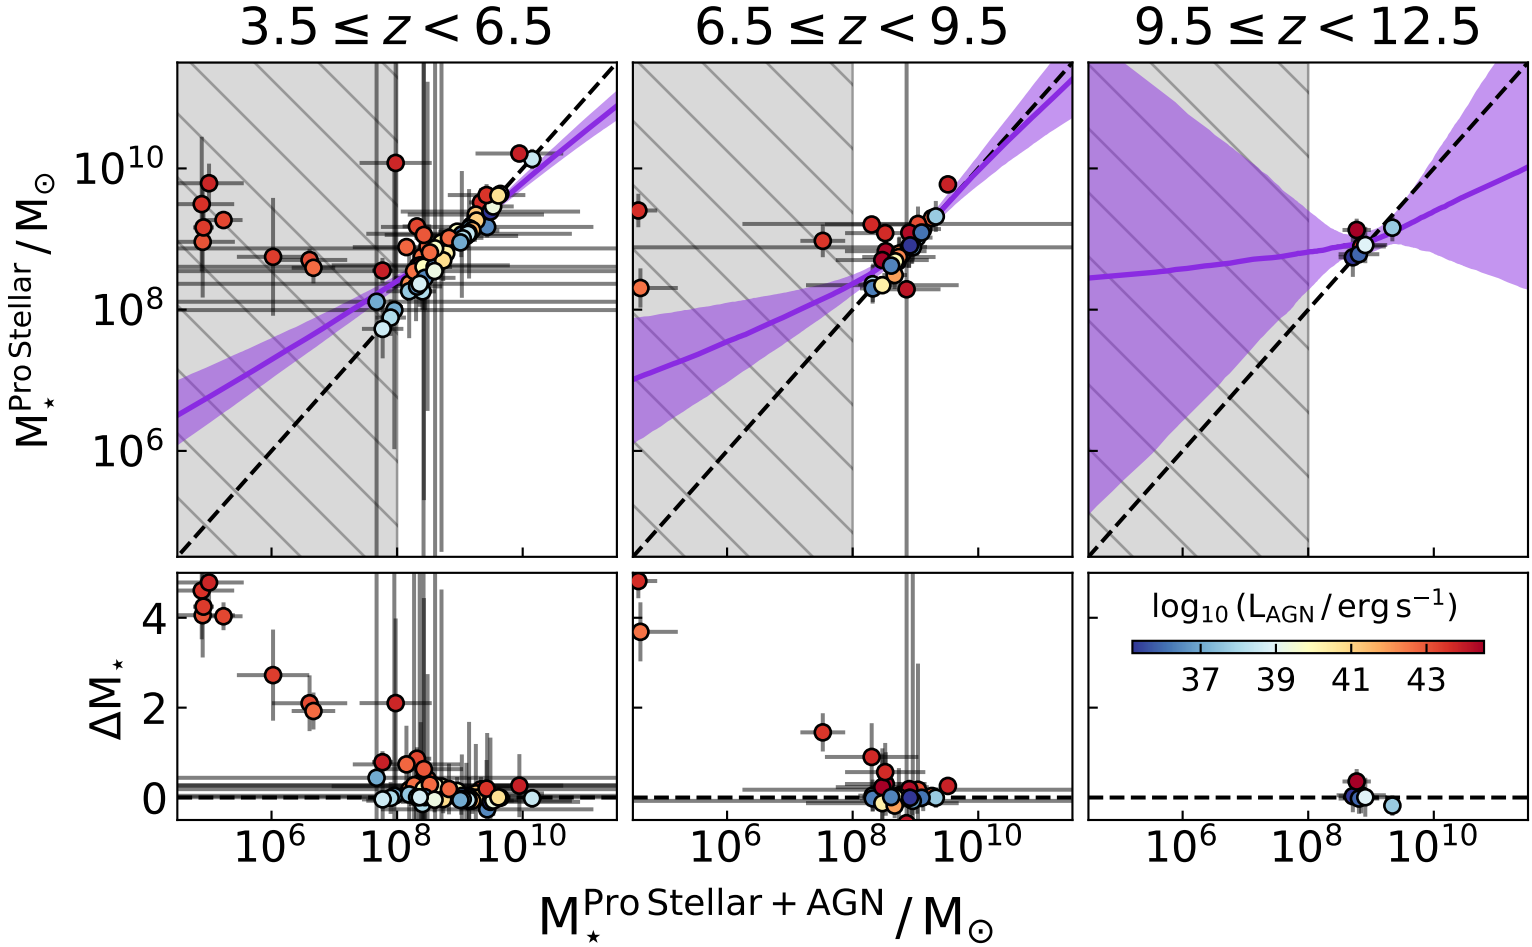 3.5 ≤ z < 6.5
6.5 ≤ z < 9.5
9.5 ≤ z < 12.5
M⋆^Pro Stellar / M⊙
10^10
10^8
10^6
ΔM⋆
4
2
0
log10 (L_AGN / erg s^−1)
37 39 41 43
10^6 10^8 10^10
10^6 10^8 10^10
10^6 10^8 10^10
M⋆^Pro Stellar + AGN / M⊙